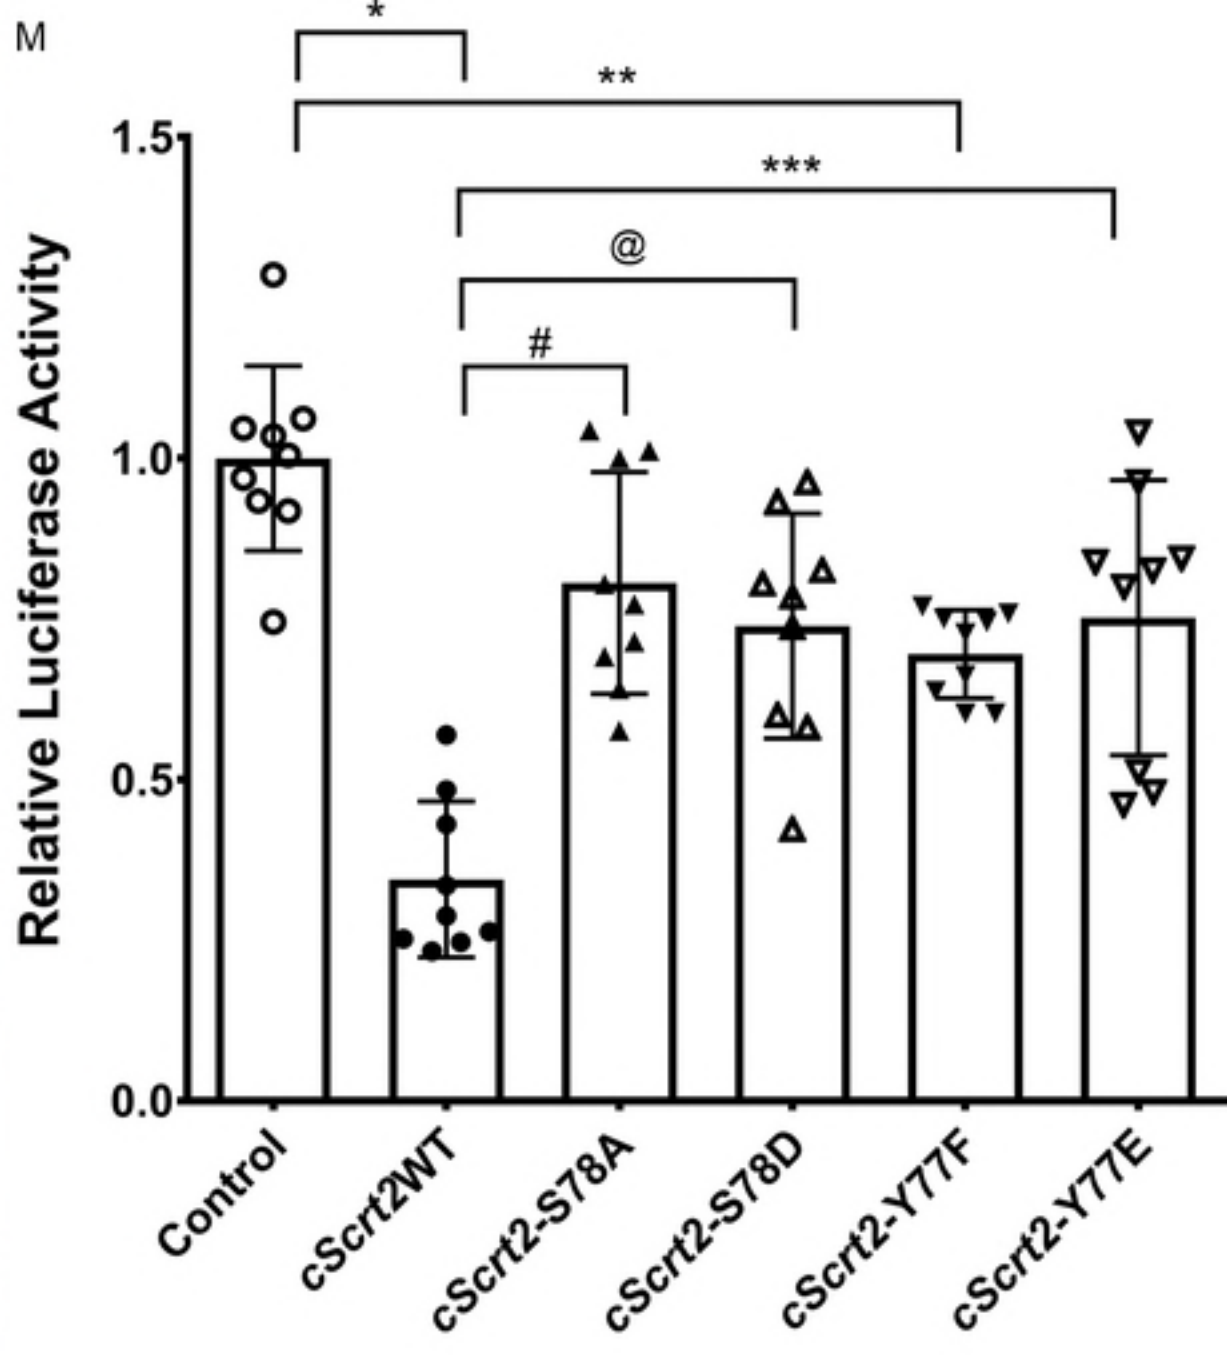 M
*
**
***
@
#
1.5
1.0
0.5
0.0
Relative Luciferase Activity
Control
cScrt2WT
cScrt2-S78A
cScrt2-S78D
cScrt2-Y77F
cScrt2-Y77E